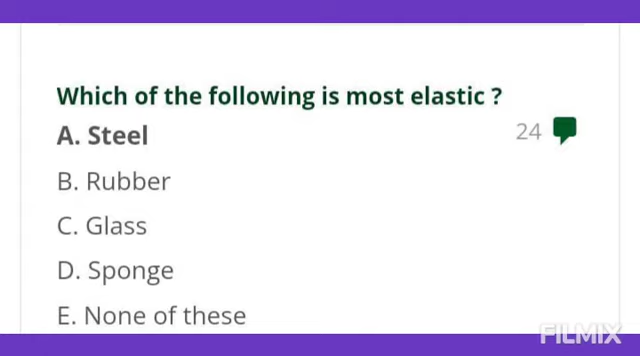 Which of the following is most elastic ?
A. Steel
24
B. Rubber
C. Glass
D. Sponge
E. None of these
FILMIX